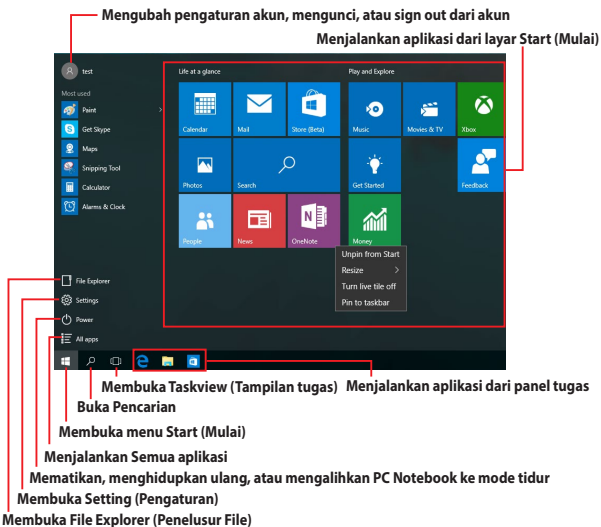 Mengubah pengaturan akun, mengunci, atau sign out dari akun
Menjalankan aplikasi dari layar Start (Mulai)
test
Most used
Paint
Get Skype
Maps
Snipping Tool
Calculator
Alarms & Clock
File Explorer
Settings
Power
All apps
Life at a glance
Play and Explore
Calendar
Mail
Store (Beta)
Music
Movies & TV
Xbox
Photos
Search
Get Started
Feedback
People
News
OneNote
Money
Unpin from Start
Resize
Turn live tile off
Pin to taskbar
Membuka Taskview (Tampilan tugas)
Menjalankan aplikasi dari panel tugas
Buka Pencarian
Membuka menu Start (Mulai)
Menjalankan Semua aplikasi
Mematikan, menghidupkan ulang, atau mengalihkan PC Notebook ke mode tidur
Membuka Setting (Pengaturan)
Membuka File Explorer (Penelusur File)